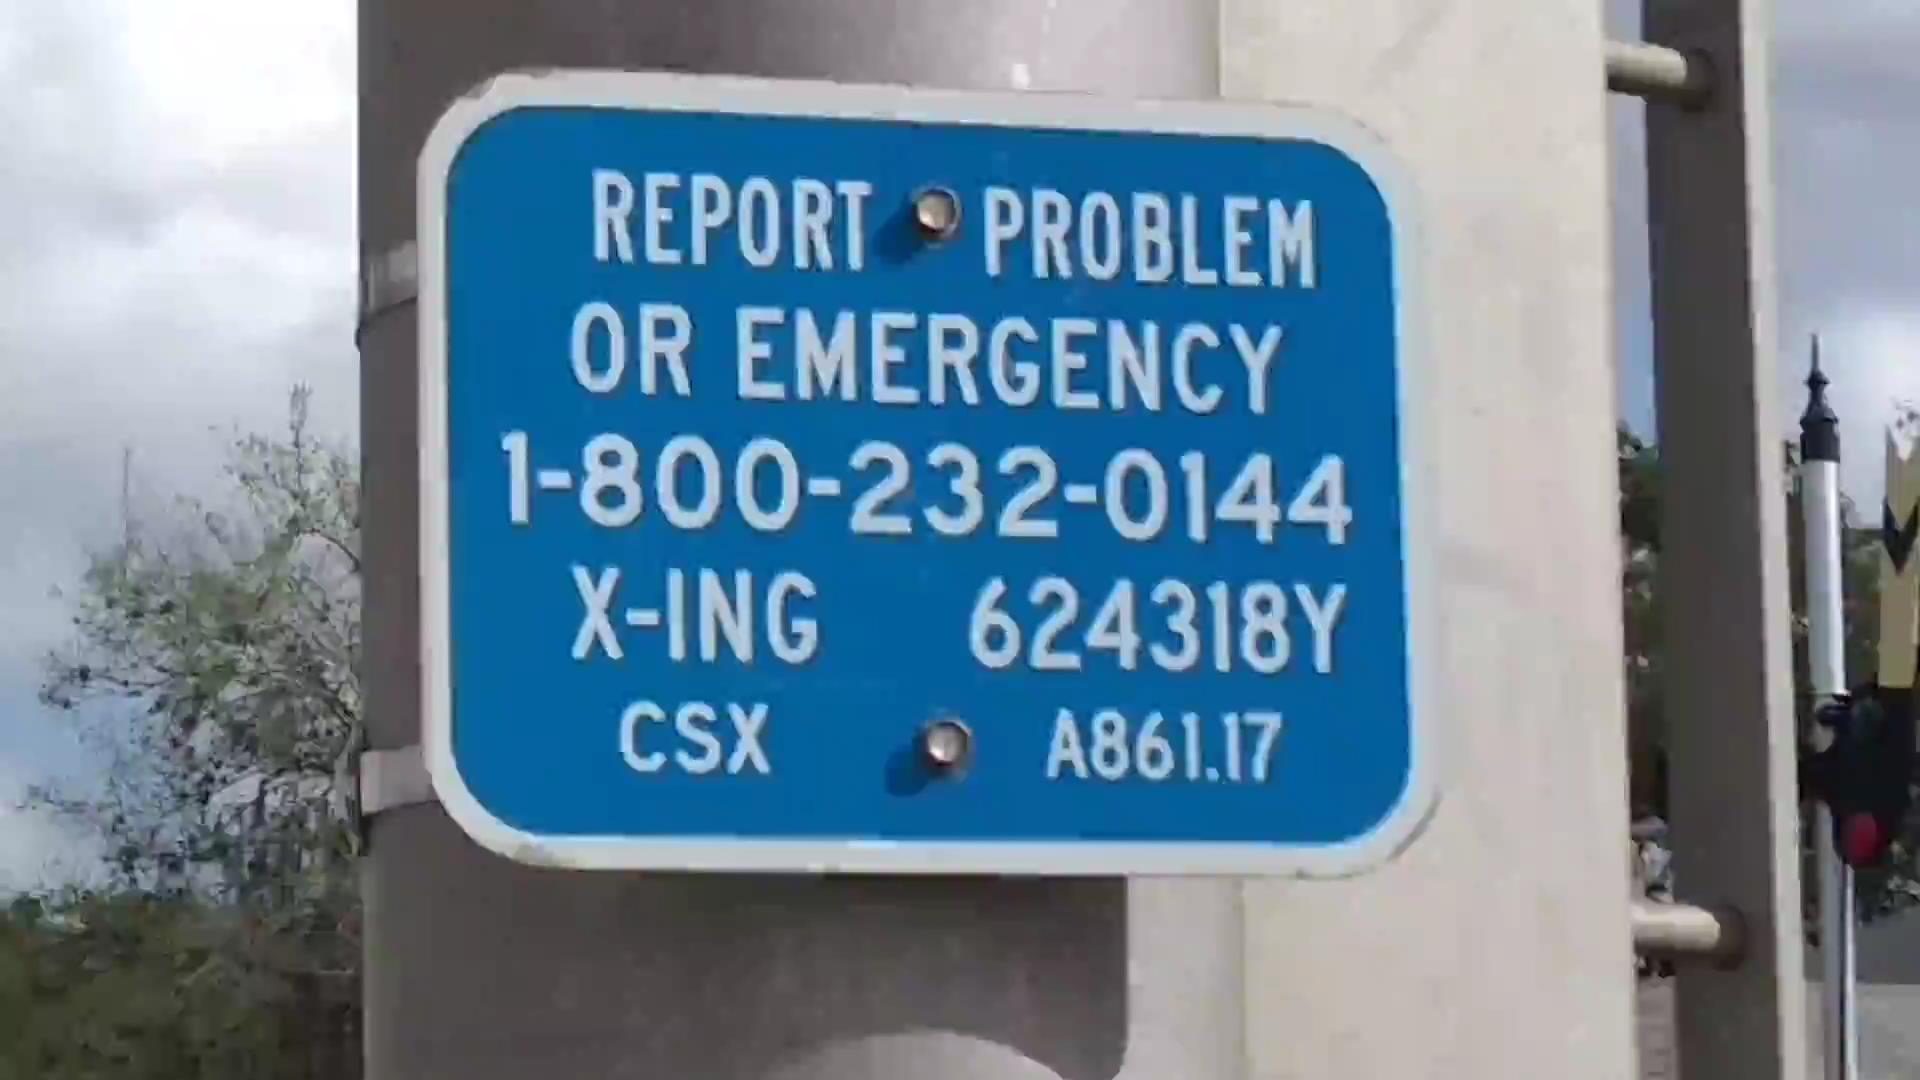 REPORT PROBLEM
OR EMERGENCY
1-800-232-0144
X-ING 624318Y
CSX A861.17